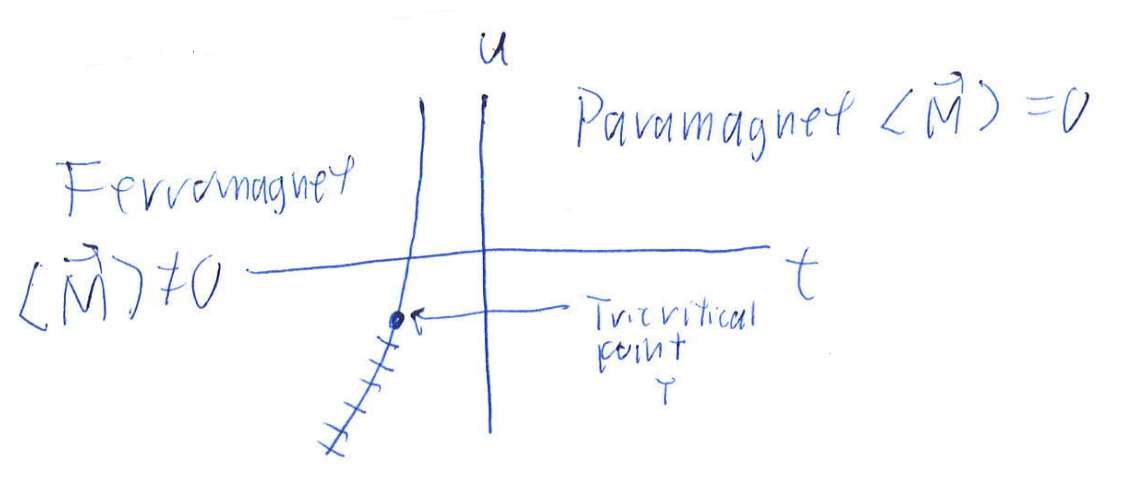 u
Paramagnet ⟨M⃗⟩ = 0
Ferromagnet
⟨M⃗⟩ ≠ 0
t
Tricritical
point
T